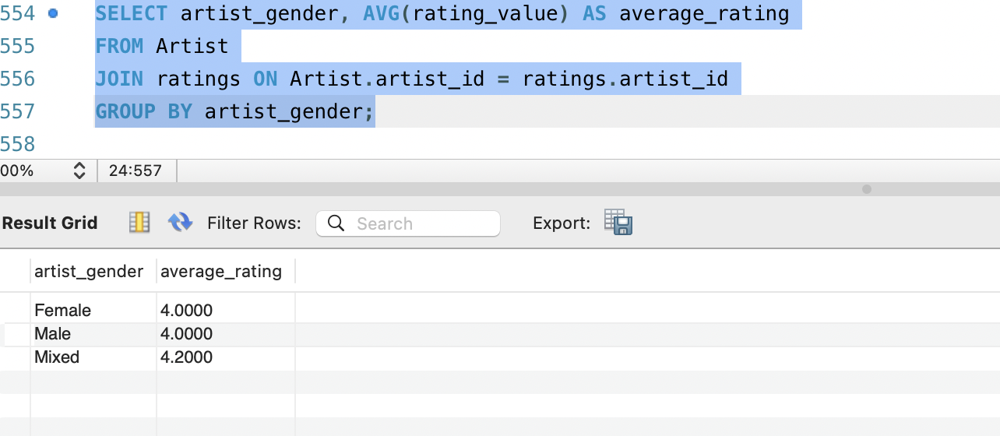 554 SELECT artist_gender, AVG(rating_value) AS average_rating
555 FROM Artist
556 JOIN ratings ON Artist.artist_id = ratings.artist_id
557 GROUP BY artist_gender;
558
00% 24:557
Result Grid Filter Rows: Search Export:
artist_gender average_rating
Female 4.0000
Male 4.0000
Mixed 4.2000